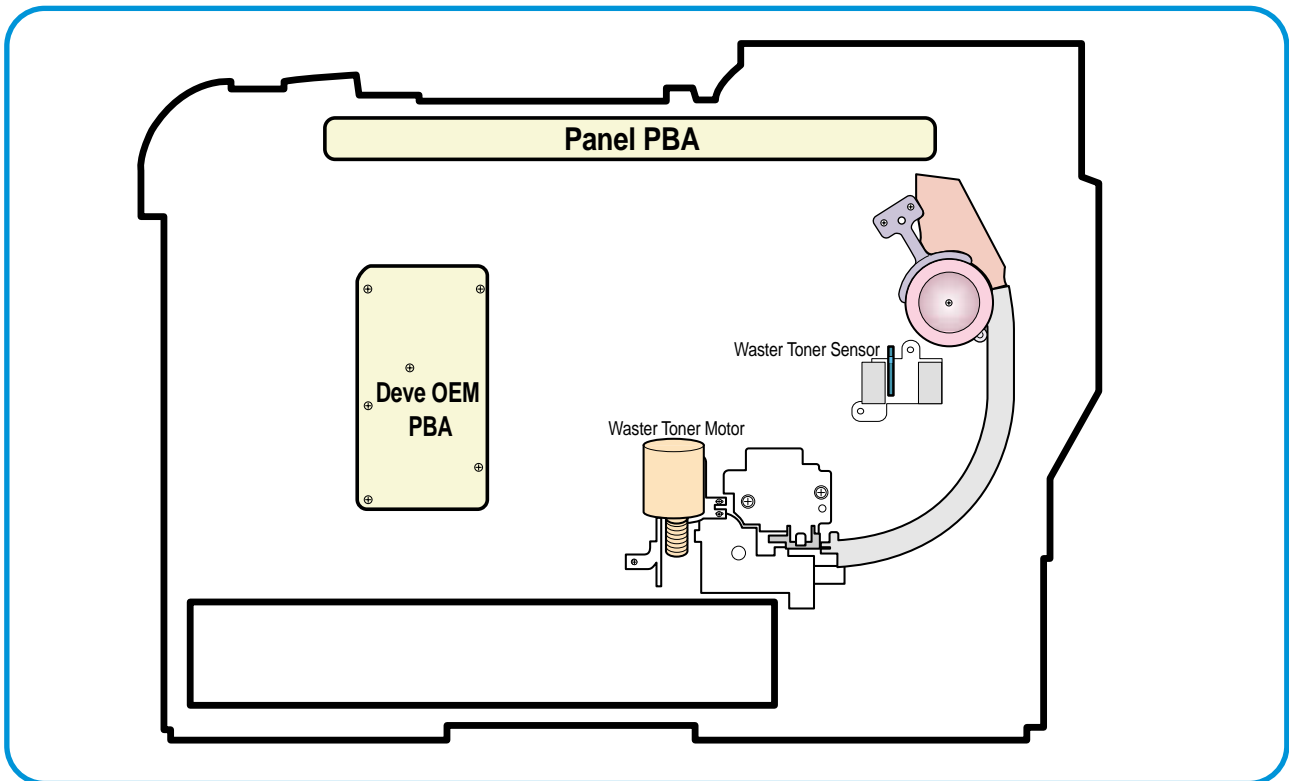 Panel PBA
Waster Toner Sensor
Deve OEM
PBA
Waster Toner Motor